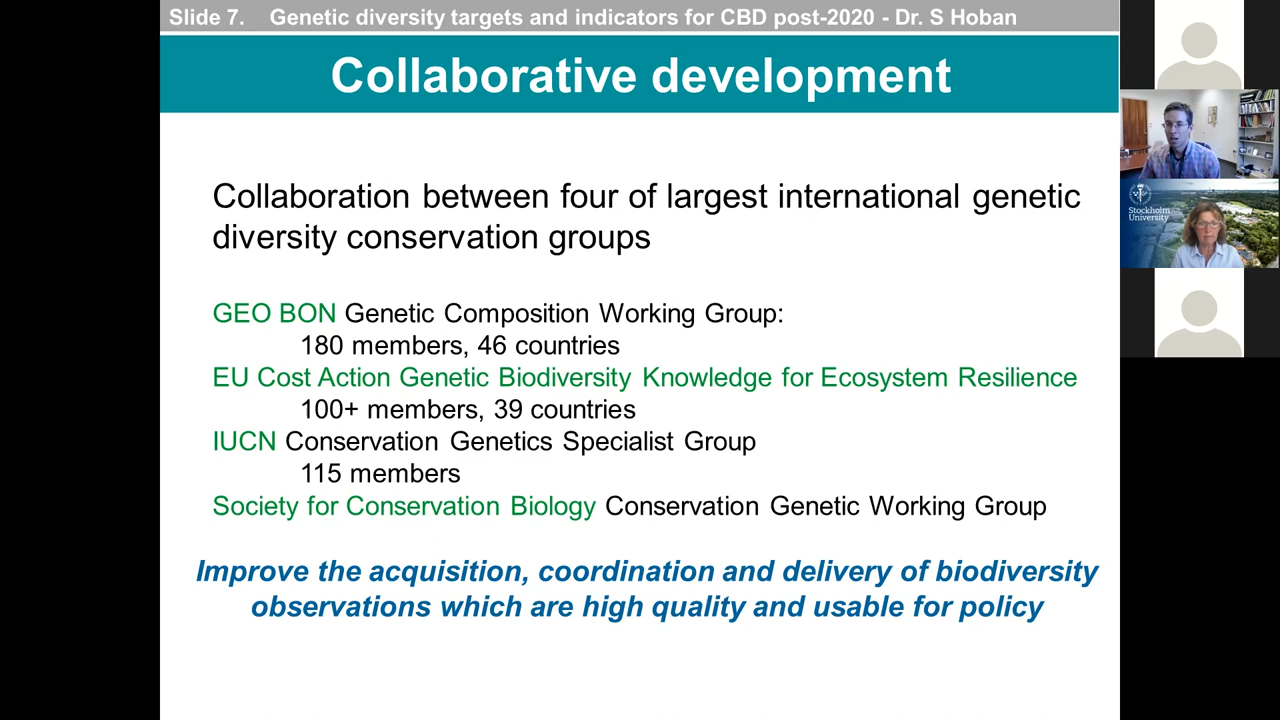 Slide 7. Genetic diversity targets and indicators for CBD post-2020 - Dr. S Hoban
Collaborative development
Collaboration between four of largest international genetic
diversity conservation groups
GEO BON Genetic Composition Working Group:
180 members, 46 countries
EU Cost Action Genetic Biodiversity Knowledge for Ecosystem Resilience
100+ members, 39 countries
IUCN Conservation Genetics Specialist Group
115 members
Society for Conservation Biology Conservation Genetic Working Group
Improve the acquisition, coordination and delivery of biodiversity
observations which are high quality and usable for policy
Stockholm
University